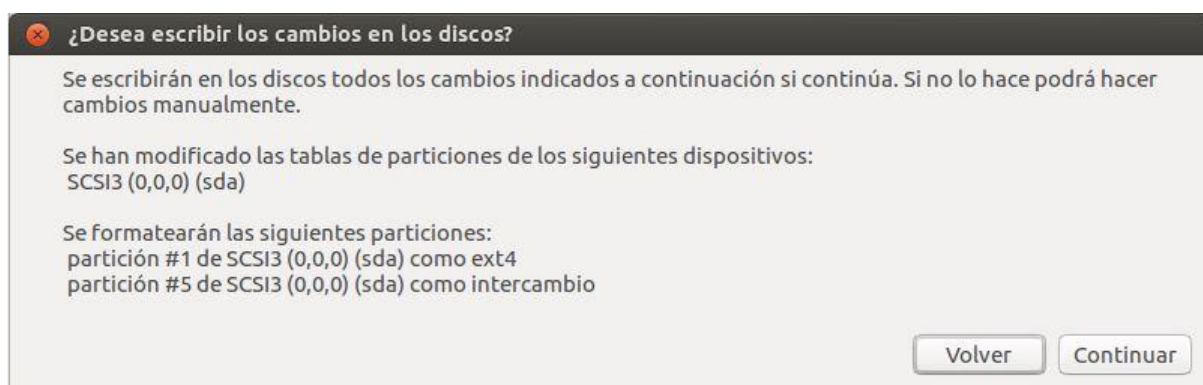 ¿Desea escribir los cambios en los discos?
Se escribirán en los discos todos los cambios indicados a continuación si continúa. Si no lo hace podrá hacer
cambios manualmente.
Se han modificado las tablas de particiones de los siguientes dispositivos:
SCSI3 (0,0,0) (sda)
Se formatearán las siguientes particiones:
partición #1 de SCSI3 (0,0,0) (sda) como ext4
partición #5 de SCSI3 (0,0,0) (sda) como intercambio
Volver
Continuar